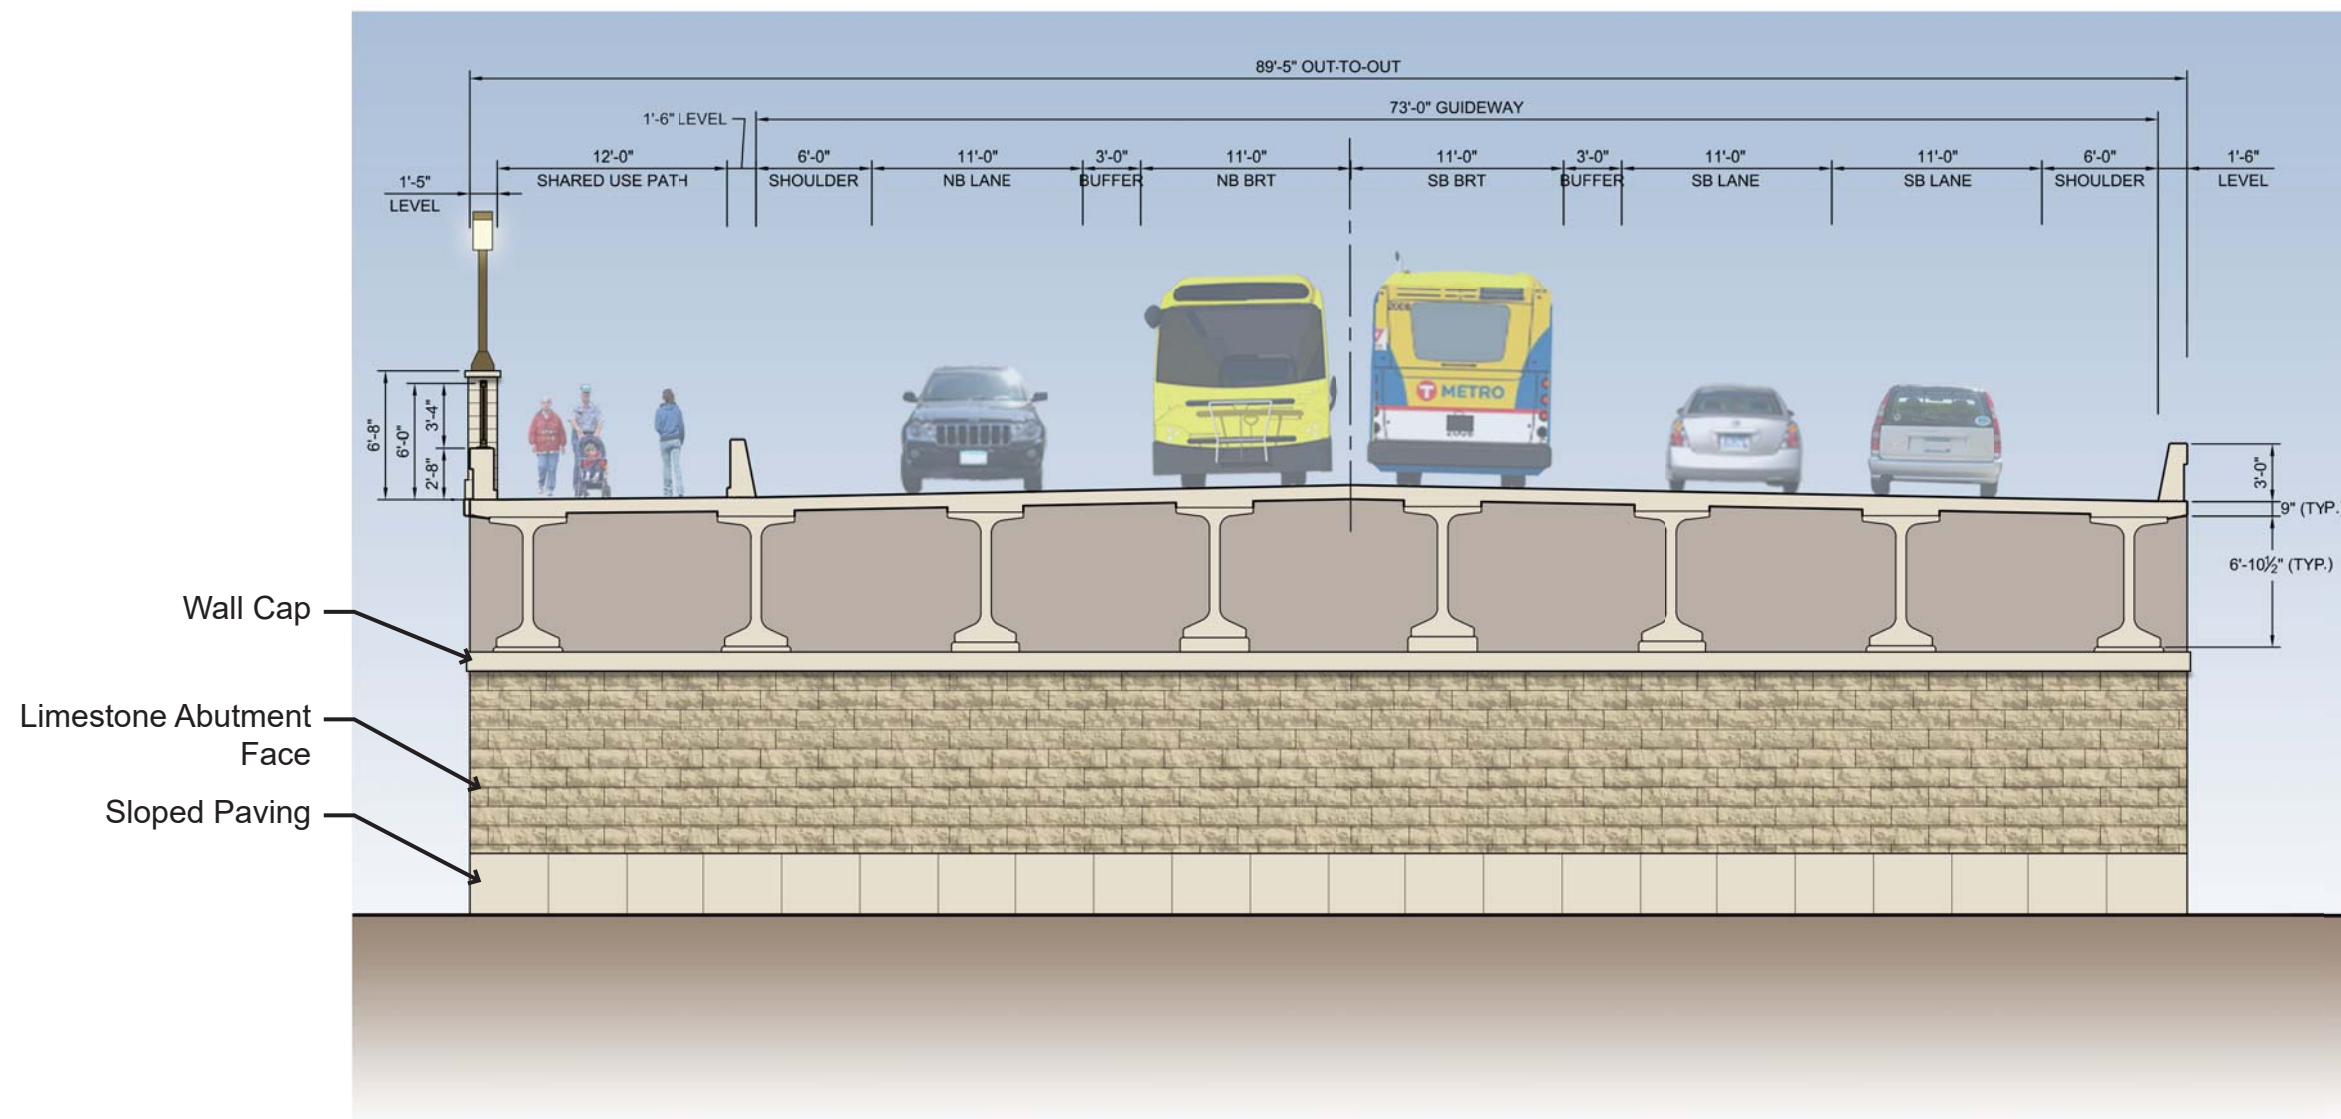 89'-5" OUT-TO-OUT
73'-0" GUIDEWAY
1'-6" LEVEL
12'-0"
SHARED USE PATH
6'-0"
SHOULDER
11'-0"
NB LANE
3'-0"
BUFFER
11'-0"
NB BRT
11'-0"
SB BRT
3'-0"
BUFFER
11'-0"
SB LANE
11'-0"
SB LANE
6'-0"
SHOULDER
1'-6"
LEVEL
1'-5"
LEVEL
6'-8"
6'-0"
3'-4"
2'-8"
2008
T METRO
2008
3'-0"
9" (TYP.
6'-10½" (TYP.)
Wall Cap
Limestone Abutment
Face
Sloped Paving